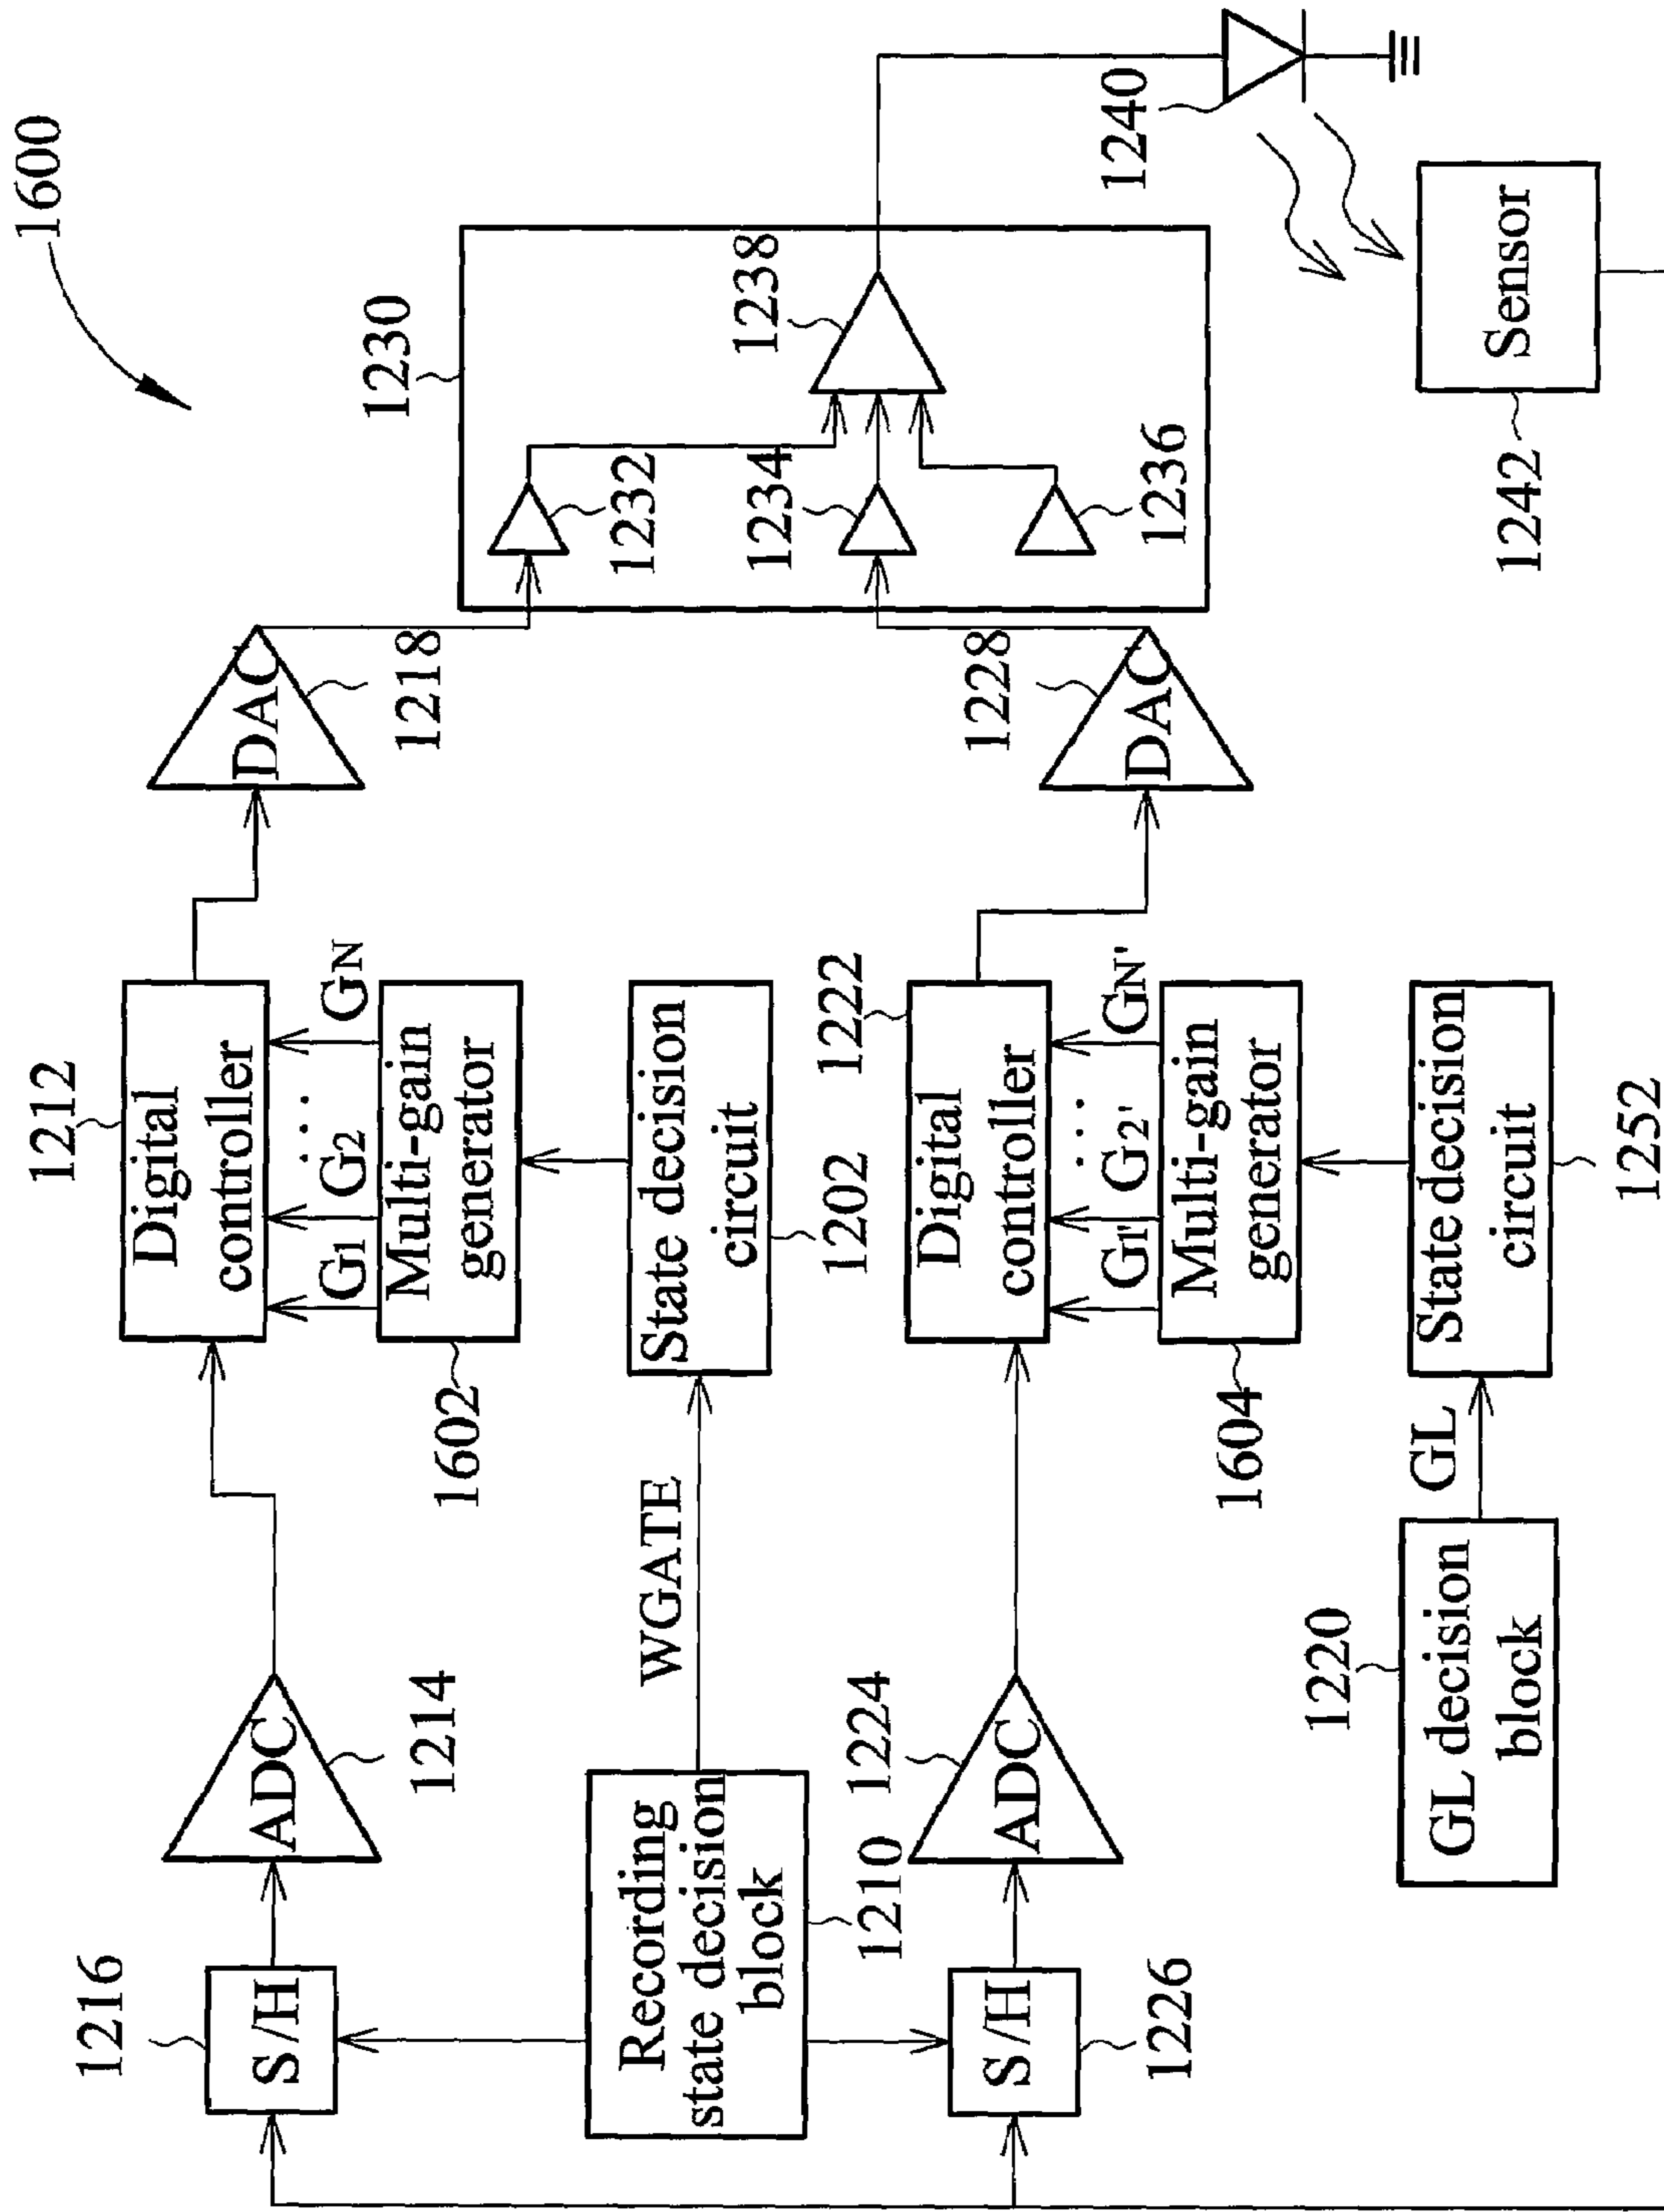 1600
1216
S/H
1214
ADC
1212
Digital
controller
G1
G2
....
GN
1602
Multi-gain
generator
DAC
1218
1230
1232
1234
1236
1238
1240
Recording
state decision
block
1210
WGATE
State decision
circuit
1202
S/H
1226
1224
ADC
1222
Digital
controller
G1'
G2'
...
GN'
1604
Multi-gain
generator
1228
DAC
1220
GL decision
block
GL
State decision
circuit
1252
Sensor
1242